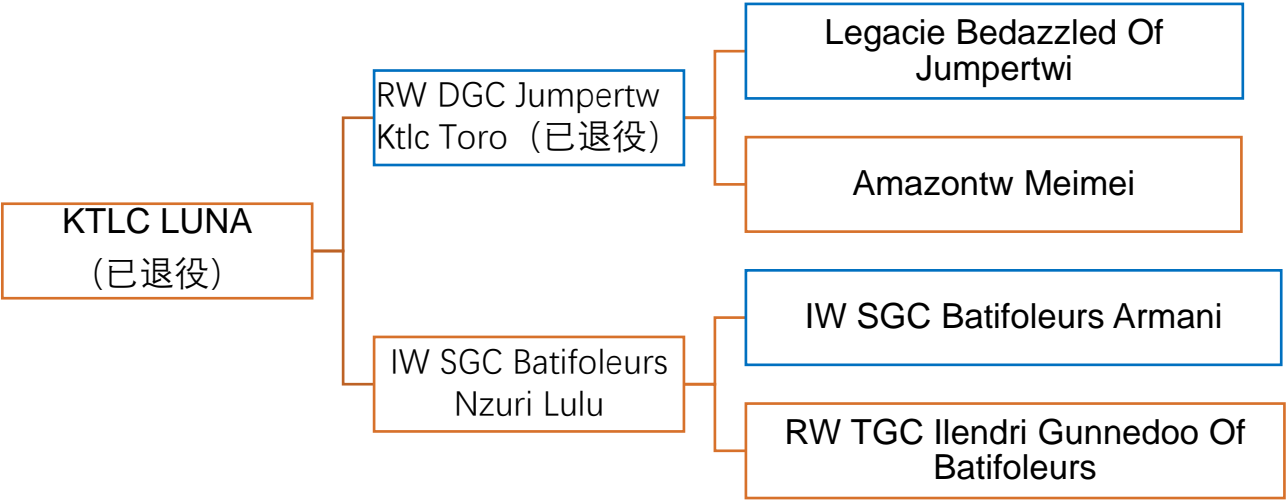 Legacie Bedazzled Of
Jumpertwi
RW DGC Jumpertw
Ktlc Toro（已退役）
Amazontw Meimei
KTLC LUNA
（已退役）
IW SGC Batifoleurs Armani
IW SGC Batifoleurs
Nzuri Lulu
RW TGC Ilendri Gunnedoo Of
Batifoleurs